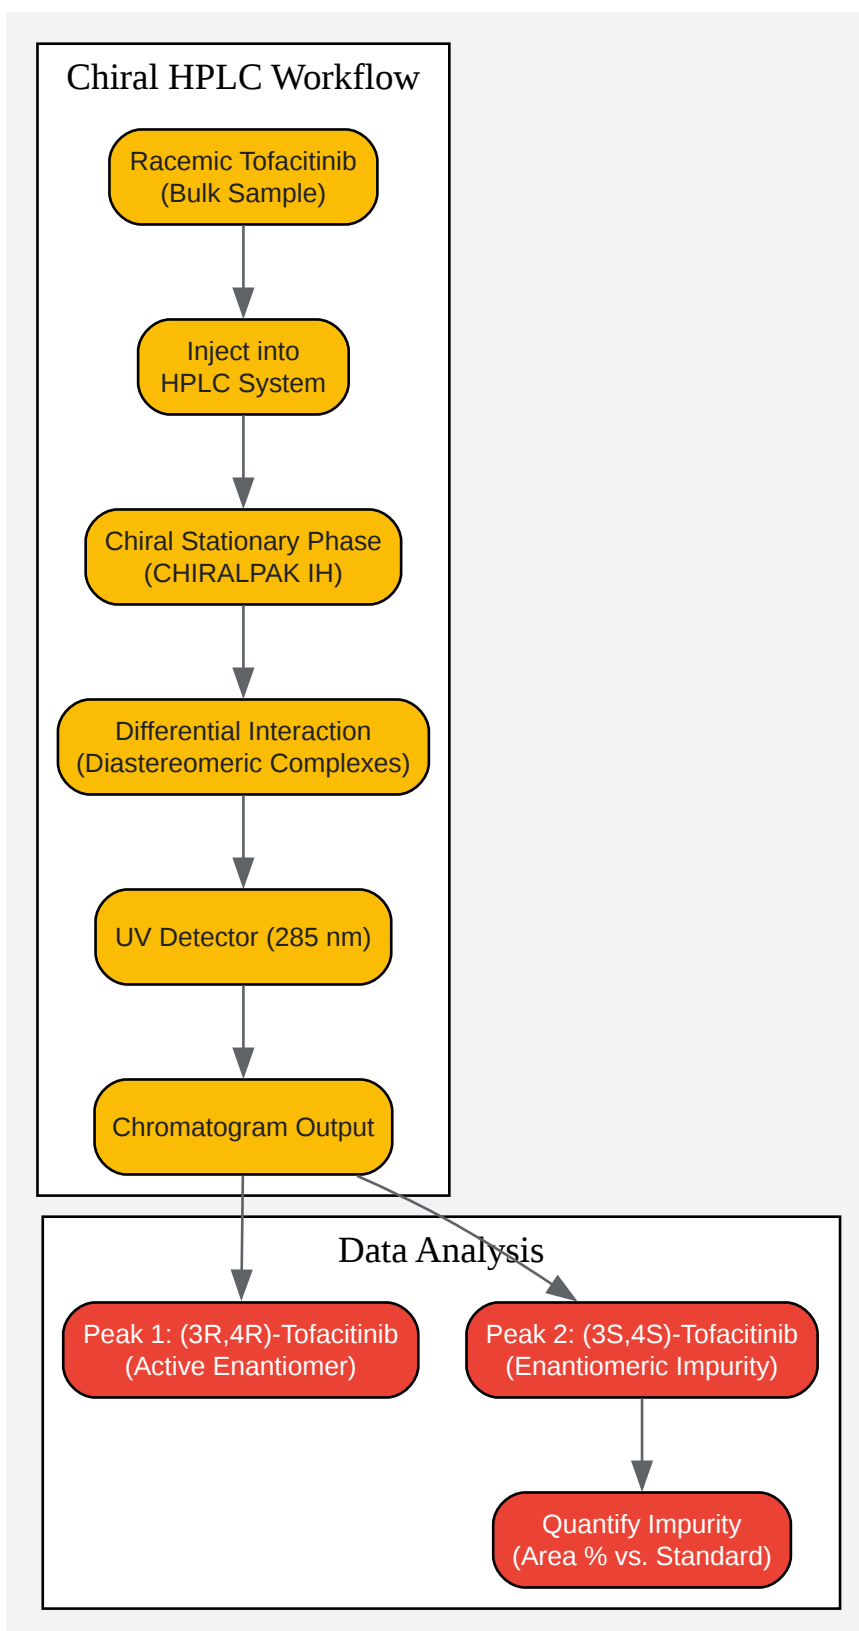 Chiral HPLC Workflow
Racemic Tofacitinib
(Bulk Sample)
Inject into
HPLC System
Chiral Stationary Phase
(CHIRALPAK IH)
Differential Interaction
(Diastereomeric Complexes)
UV Detector (285 nm)
Chromatogram Output
Data Analysis
Peak 1: (3R,4R)-Tofacitinib
(Active Enantiomer)
Peak 2: (3S,4S)-Tofacitinib
(Enantiomeric Impurity)
Quantify Impurity
(Area % vs. Standard)